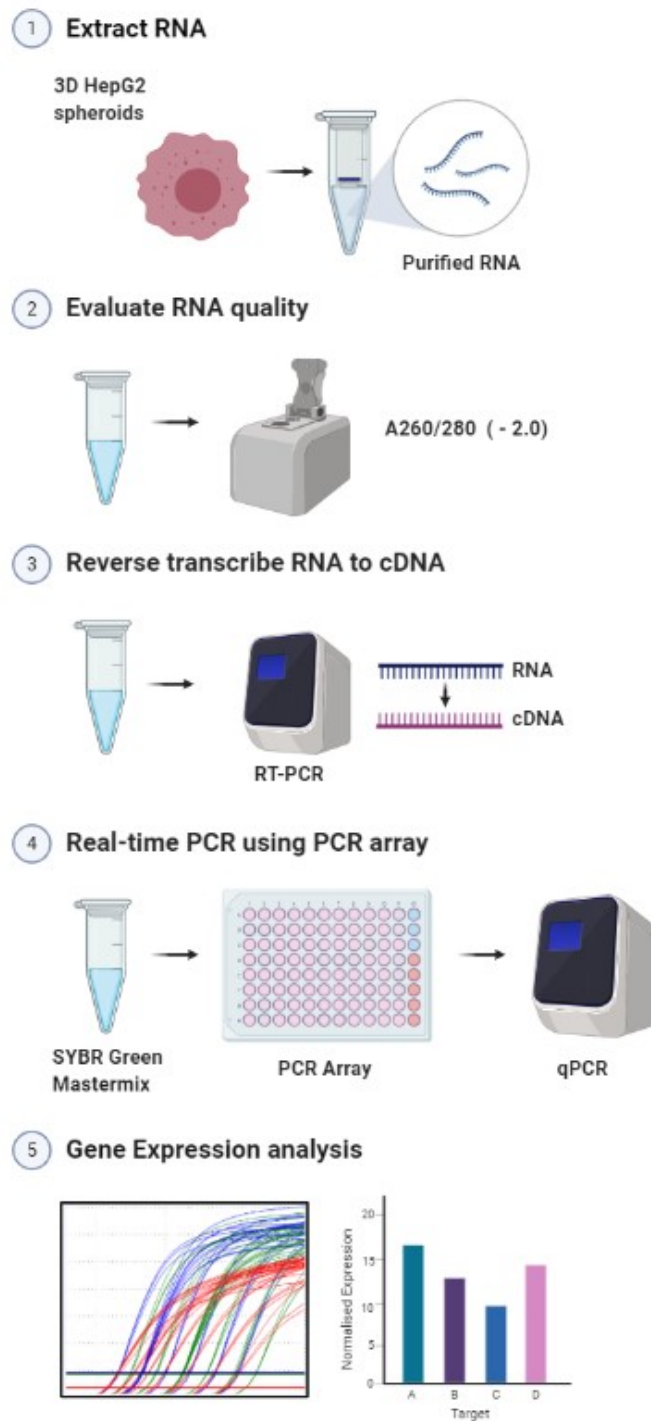 1 Extract RNA
3D HepG2
spheroids
Purified RNA
2 Evaluate RNA quality
A260/280 ( - 2.0)
3 Reverse transcribe RNA to cDNA
RNA
cDNA
RT-PCR
4 Real-time PCR using PCR array
SYBR Green
Mastermix
PCR Array
qPCR
5 Gene Expression analysis
Normalised Expression
20
15
10
5
0
A B C D
Target